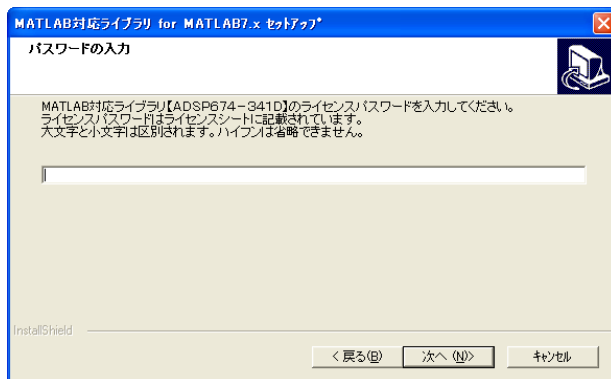 MATLAB対応ライブラリ for MATLAB7.x セットアップ
パスワードの入力
MATLAB対応ライブラリ【ADSP674-341D】のライセンスパスワードを入力してください。
ライセンスパスワードはライセンスシートに記載されています。
大文字と小文字は区別されます。ハイフンは省略できません。
InstallShield
< 戻る(B)
次へ (N)>
キャンセル